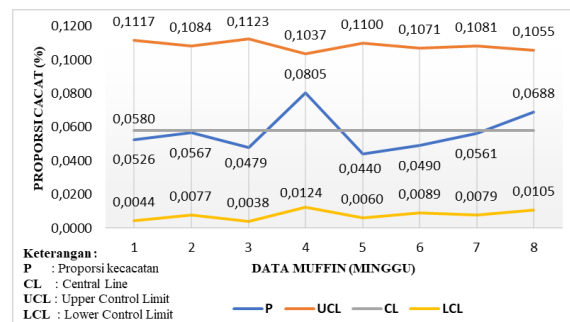 0,1200
0,1000
0,0800
0,0600
0,0400
0,0200
0,0000
PROPORSI CACAT (%)
0,1117 0,1084 0,1123 0,1037 0,1100 0,1071 0,1081 0,1055
0,0580
0,0526 0,0567 0,0479 0,0805 0,0440 0,0490 0,0561 0,0688
0,0044 0,0077 0,0038 0,0124 0,0060 0,0089 0,0079 0,0105
1 2 3 4 5 6 7 8
DATA MUFFIN (MINGGU)
Keterangan :
P : Proporsi kecacatan
CL : Central Line
UCL : Upper Control Limit
LCL : Lower Control Limit
P UCL CL LCL